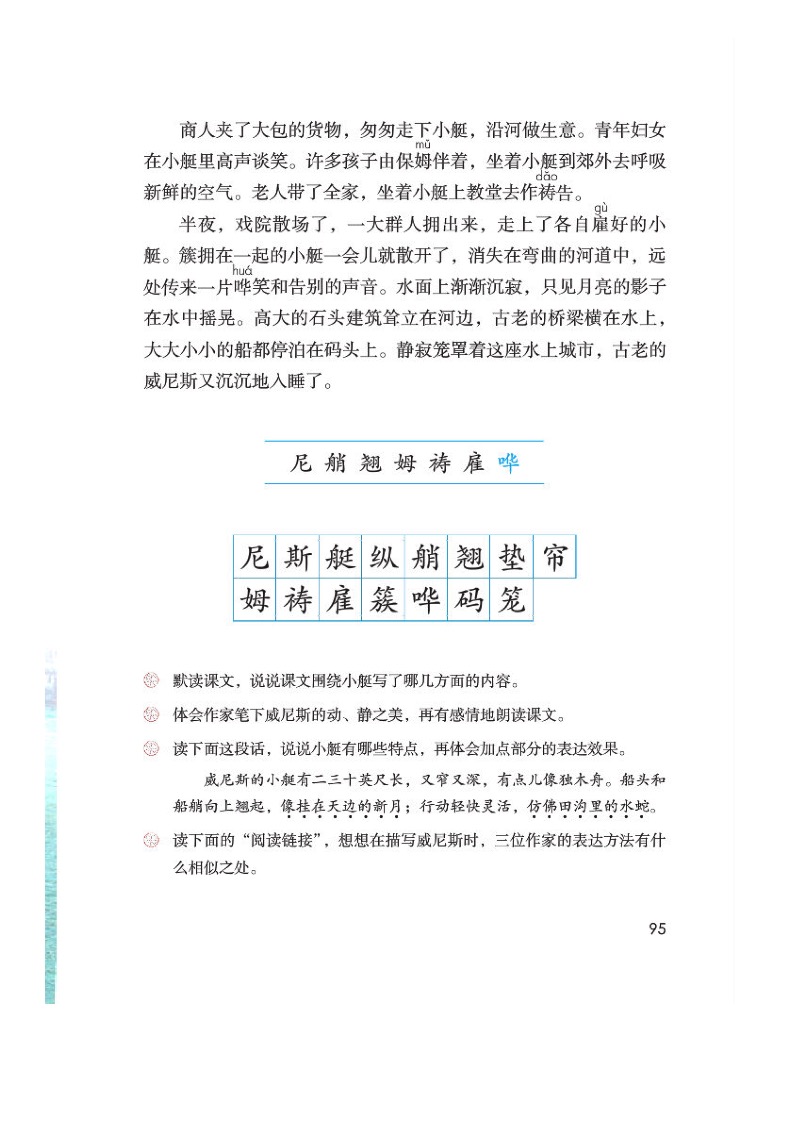 商人夹了大包的货物，匆匆走下小艇，沿河做生意。青年妇女
mǔ
在小艇里高声谈笑。许多孩子由保姆伴着，坐着小艇到郊外去呼吸
dǎo
新鲜的空气。老人带了全家，坐着小艇上教堂去作祷告。
gù
半夜，戏院散场了，一大群人拥出来，走上了各自雇好的小
艇。簇拥在一起的小艇一会儿就散开了，消失在弯曲的河道中，远
huá
处传来一片哗笑和告别的声音。水面上渐渐沉寂，只见月亮的影子
在水中摇晃。高大的石头建筑耸立在河边，古老的桥梁横在水上，
大大小小的船都停泊在码头上。静寂笼罩着这座水上城市，古老的
威尼斯又沉沉地入睡了。
尼 艄 翘 姆 祷 雇 哗
尼 斯 艇 纵 艄 翘 垫 帘
姆 祷 雇 簇 哗 码 笼
默读课文，说说课文围绕小艇写了哪几方面的内容。
体会作家笔下威尼斯的动、静之美，再有感情地朗读课文。
读下面这段话，说说小艇有哪些特点，再体会加点部分的表达效果。
威尼斯的小艇有二三十英尺长，又窄又深，有点儿像独木舟。船头和
船艄向上翘起，像挂在天边的新月；行动轻快灵活，仿佛田沟里的水蛇。
读下面的“阅读链接”，想想在描写威尼斯时，三位作家的表达方法有什
么相似之处。
95